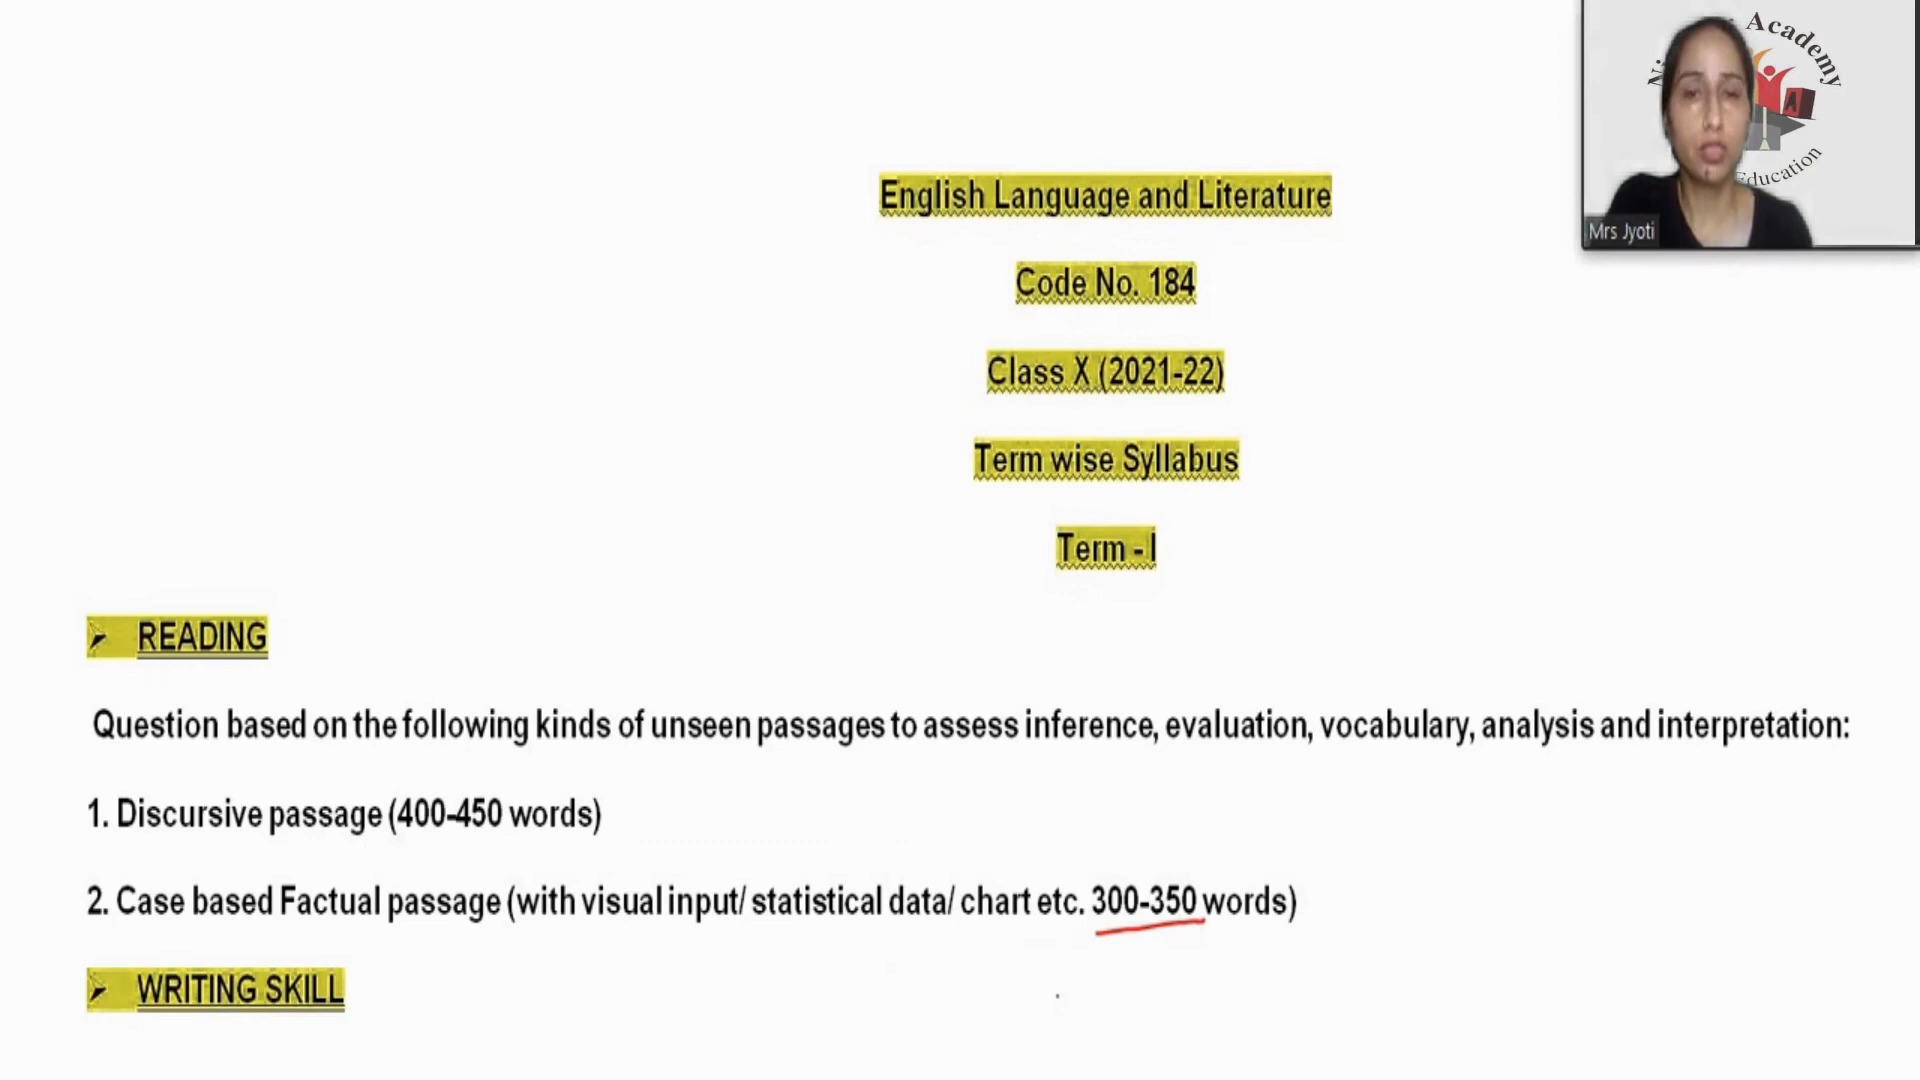 Academy
Education
Mrs Jyoti
English Language and Literature
Code No. 184
Class X (2021-22)
Term wise Syllabus
Term - I
READING
Question based on the following kinds of unseen passages to assess inference, evaluation, vocabulary, analysis and interpretation:
1. Discursive passage (400-450 words)
2. Case based Factual passage (with visual input/ statistical data/ chart etc. 300-350 words)
WRITING SKILL